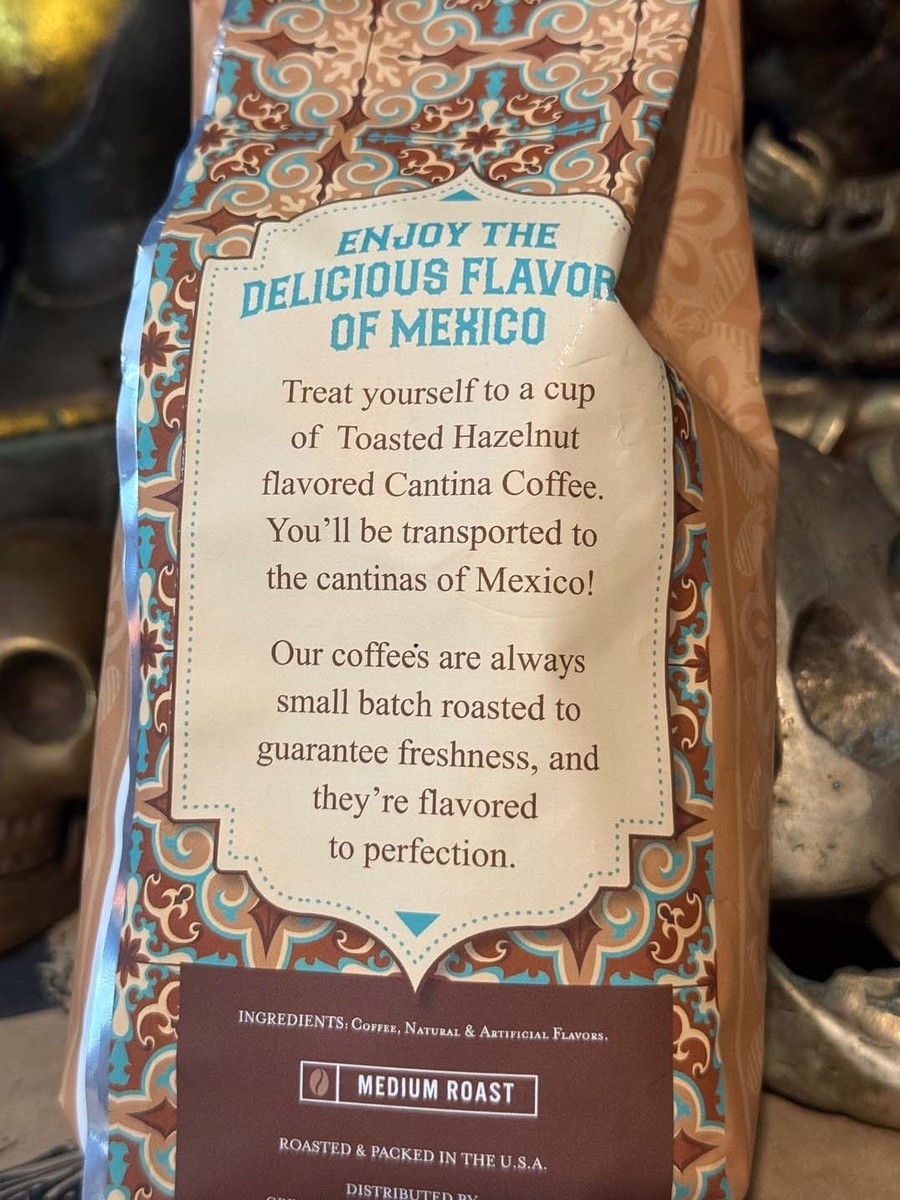 ENJOY THE
DELICIOUS FLAVOR
OF MEXICO
Treat yourself to a cup
of Toasted Hazelnut
flavored Cantina Coffee.
You'll be transported to
the cantinas of Mexico!
Our coffee's are always
small batch roasted to
guarantee freshness, and
they're flavored
to perfection.
INGREDIENTS: COFFEE, NATURAL & ARTIFICIAL FLAVORS.
MEDIUM ROAST
ROASTED & PACKED IN THE U.S.A.
DISTRIBUTED BY